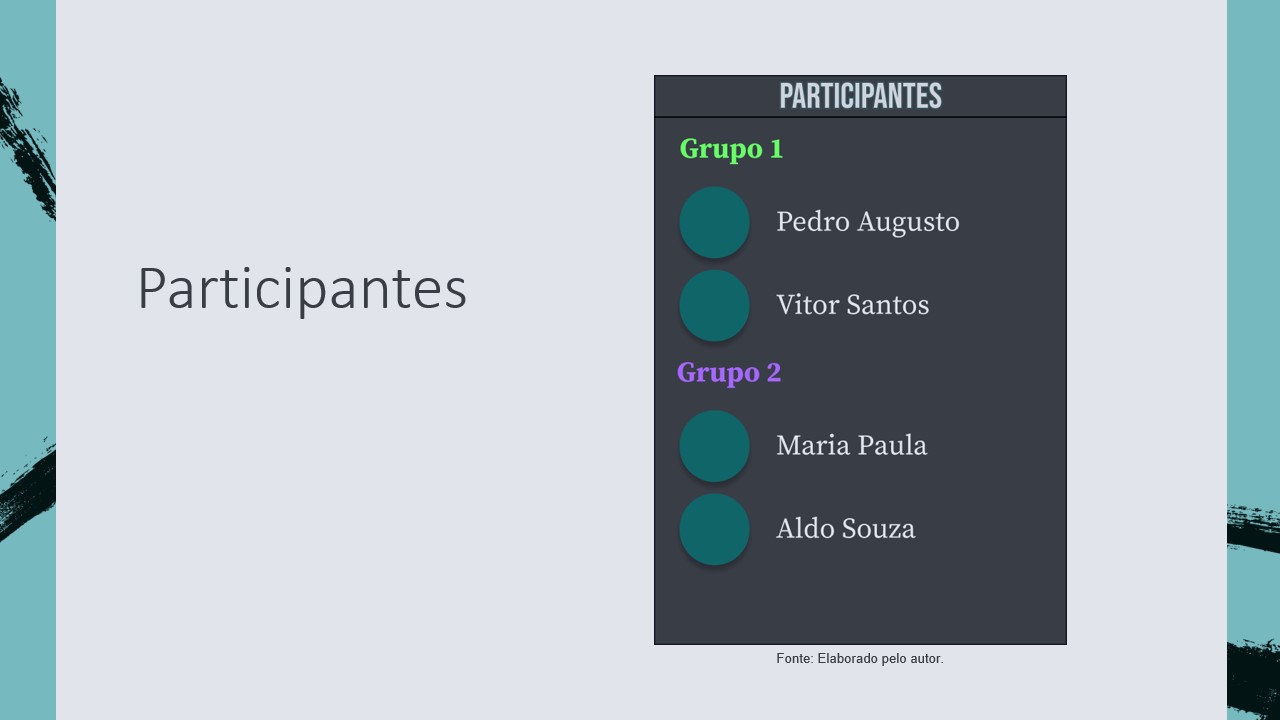 Participantes
PARTICIPANTES
Grupo 1
Pedro Augusto
Vitor Santos
Grupo 2
Maria Paula
Aldo Souza
Fonte: Elaborado pelo autor.